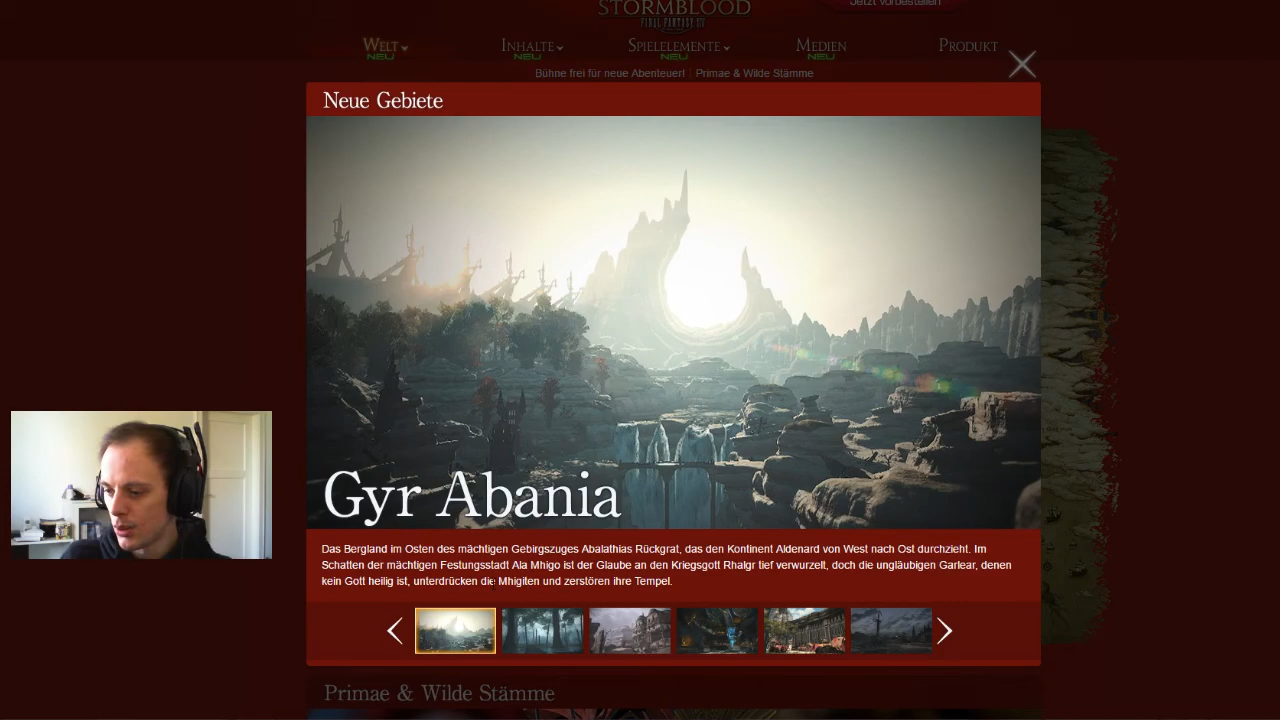 STORMBLOOD
FINAL FANTASY XIV
Jetzt vorbestellen
Welt
NEU
Inhalte
NEU
Spielelemente
NEU
Medien
NEU
Produkt
Bühne frei für neue Abenteuer! | Primae & Wilde Stämme
Neue Gebiete
Gyr Abania
Das Bergland im Osten des mächtigen Gebirgszuges Abalathias Rückgrat, das den Kontinent Aldenard von West nach Ost durchzieht. Im
Schatten der mächtigen Festungsstadt Ala Mhigo ist der Glaube an den Kriegsgott Rhalgr tief verwurzelt, doch die ungläubigen Garlear, denen
kein Gott heilig ist, unterdrücken die Mhigiten und zerstören ihre Tempel.
Primae & Wilde Stämme